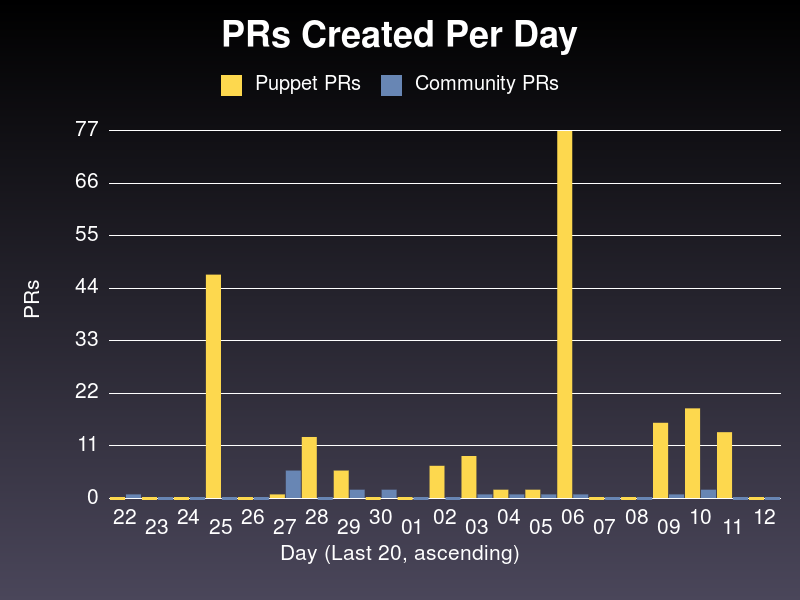 PRs Created Per Day
Puppet PRs Community PRs
77
66
55
44
33
22
11
0
PRs
22 23 24 25 26 27 28 29 30 01 02 03 04 05 06 07 08 09 10 11 12
Day (Last 20, ascending)